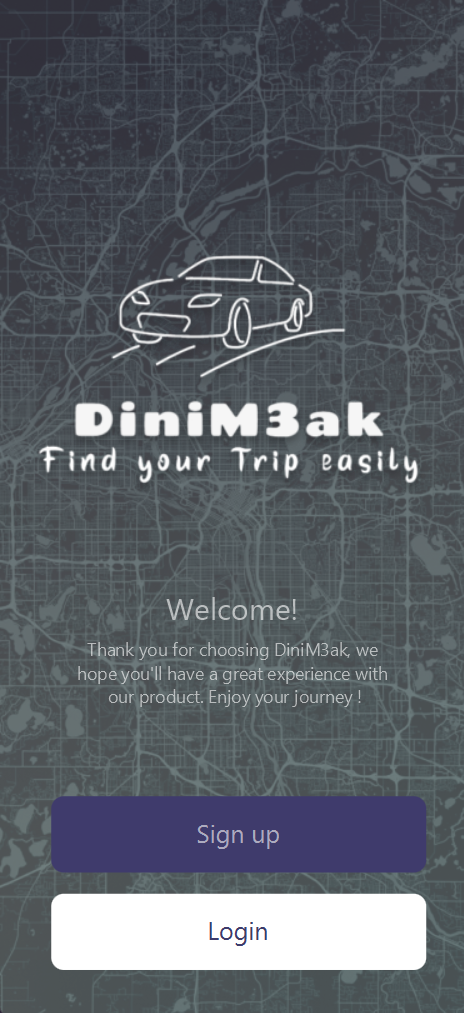 DiniM3ak
Find your Trip easily
Welcome!
Thank you for choosing DiniM3ak, we
hope you'll have a great experience with
our product. Enjoy your journey !
Sign up
Login